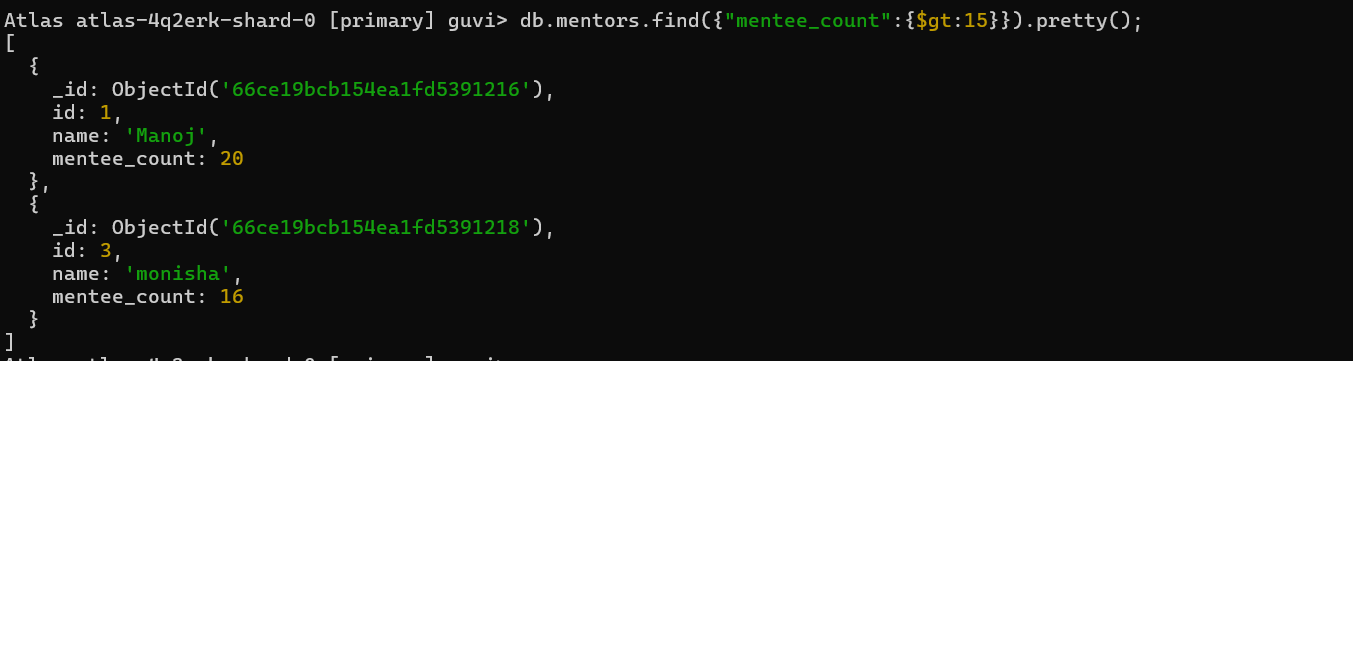 Atlas atlas-4q2erk-shard-0 [primary] guvi> db.mentors.find({"mentee_count":{$gt:15}}).pretty();
[
  {
    _id: ObjectId('66ce19bcb154ea1fd5391216'),
    id: 1,
    name: 'Manoj',
    mentee_count: 20
  },
  {
    _id: ObjectId('66ce19bcb154ea1fd5391218'),
    id: 3,
    name: 'monisha',
    mentee_count: 16
  }
]